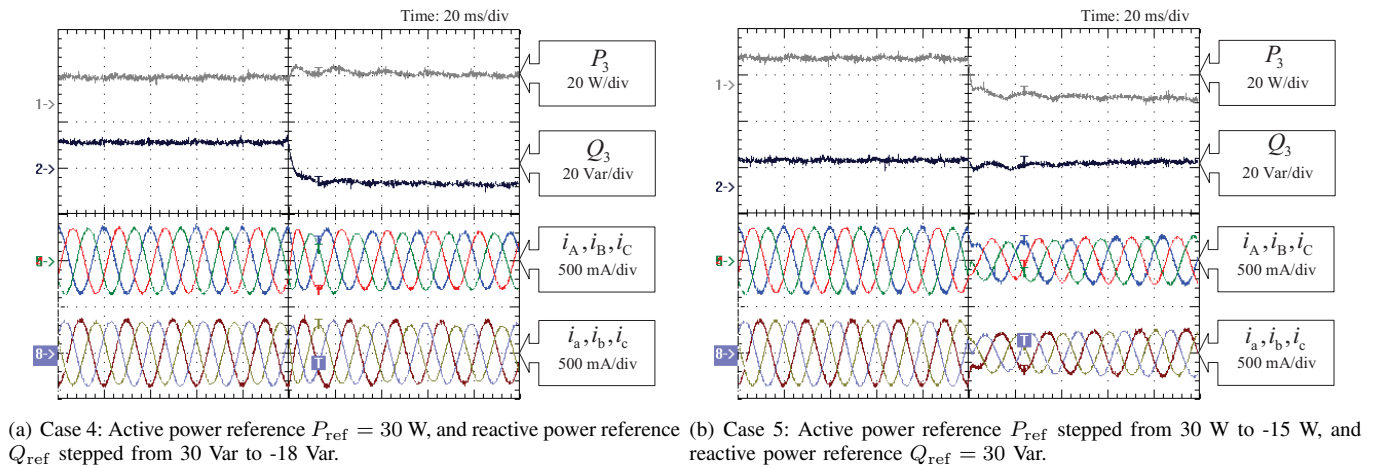 Time: 20 ms/div
P3
20 W/div
1->
Q3
20 Var/div
2->
iA, iB, iC
500 mA/div
ia, ib, ic
500 mA/div
8->
T
(a) Case 4: Active power reference Pref = 30 W, and reactive power reference
Qref stepped from 30 Var to -18 Var.
Time: 20 ms/div
P3
20 W/div
1->
Q3
20 Var/div
2->
iA, iB, iC
500 mA/div
ia, ib, ic
500 mA/div
8->
T
(b) Case 5: Active power reference Pref stepped from 30 W to -15 W, and
reactive power reference Qref = 30 Var.